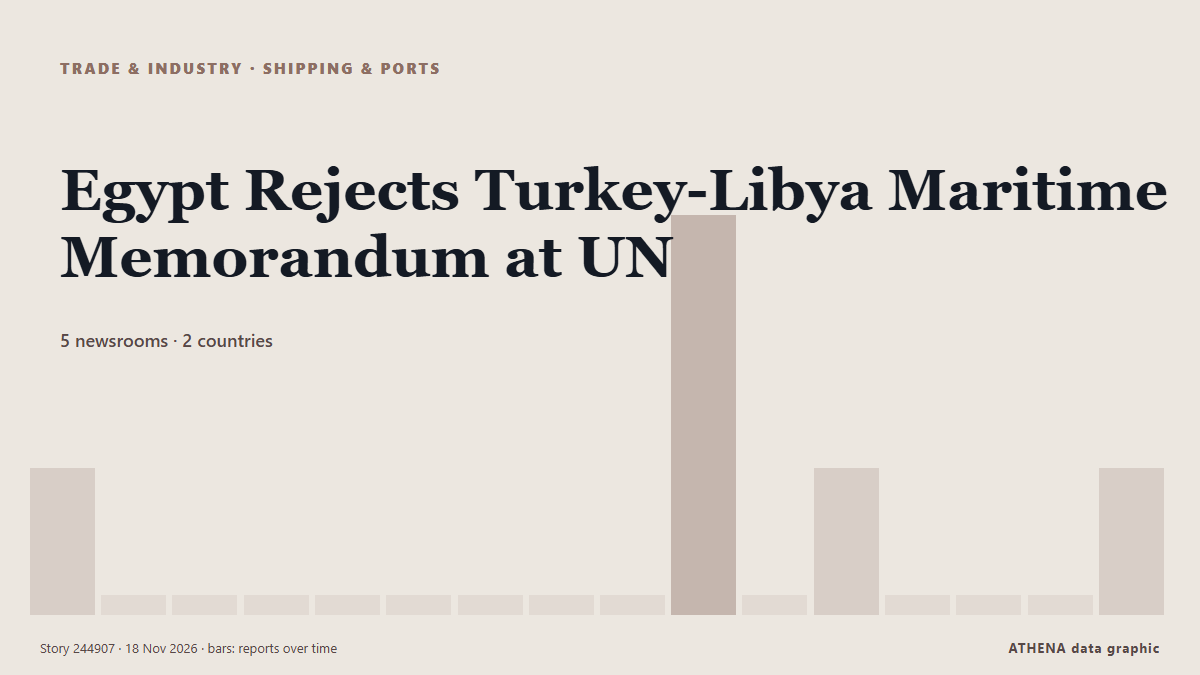 TRADE & INDUSTRY · SHIPPING & PORTS
Egypt Rejects Turkey-Libya Maritime
Memorandum at UN
5 newsrooms · 2 countries
Story 244907 · 18 Nov 2026 · bars: reports over time
ATHENA data graphic